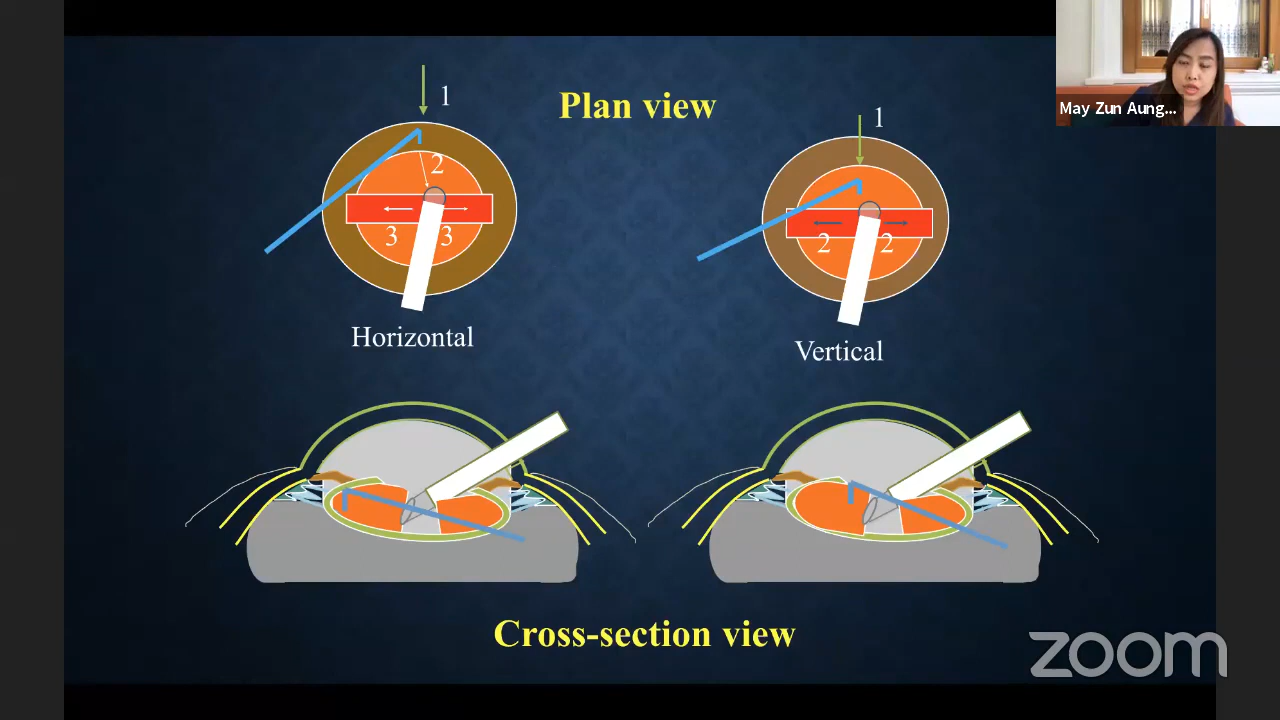 1
Plan view
May Zun Aung...
1
2
3
3
2
2
Horizontal
Vertical
Cross-section view
zoom